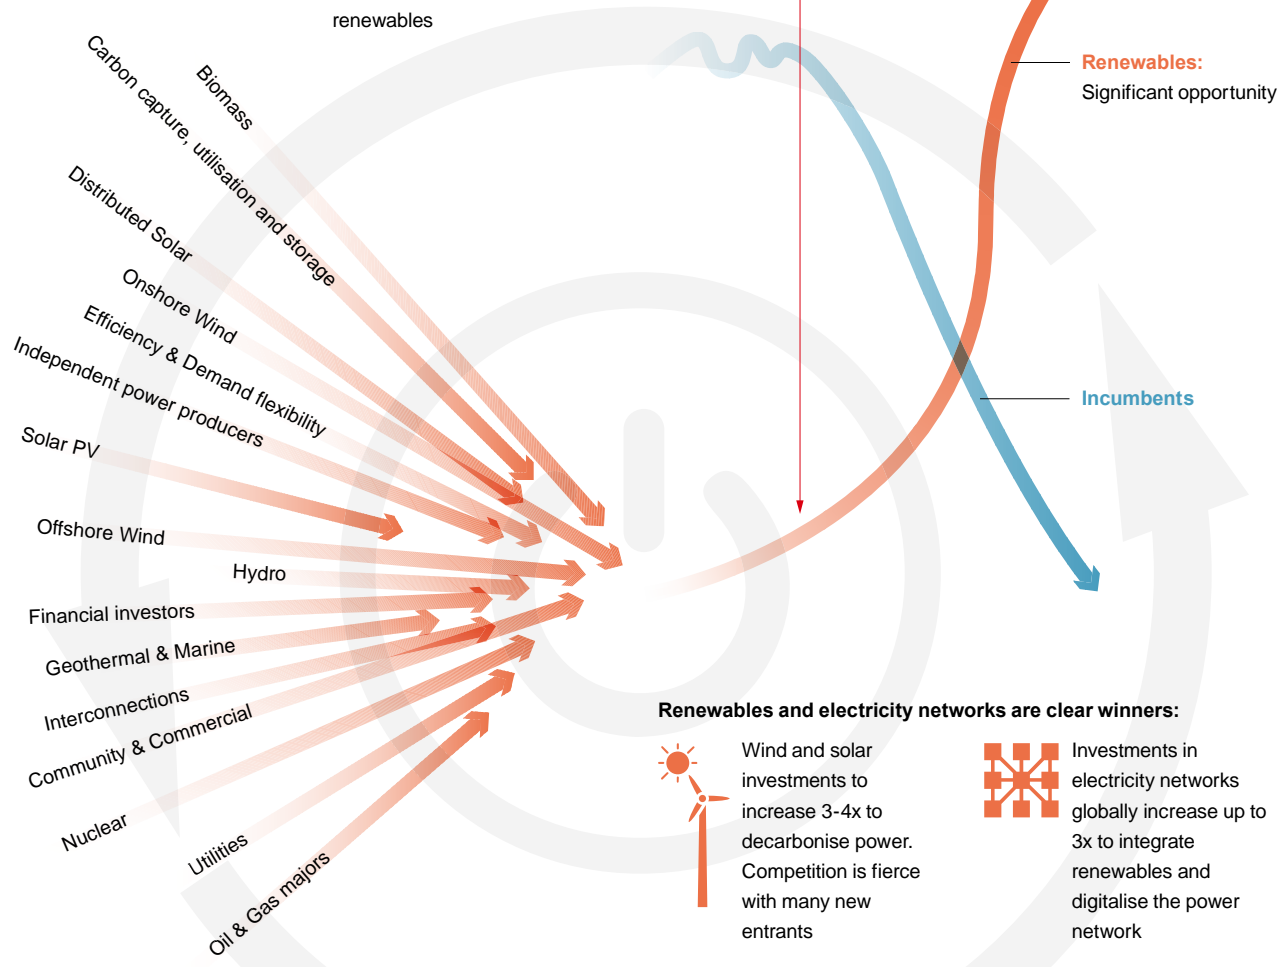 renewables
Carbon capture, utilisation and storage
Biomass
Distributed Solar
Onshore Wind
Efficiency & Demand flexibility
Independent power producers
Solar PV
Offshore Wind
Hydro
Financial investors
Geothermal & Marine
Interconnections
Community & Commercial
Nuclear
Utilities
Oil & Gas majors
Renewables:
Significant opportunity
Incumbents
Renewables and electricity networks are clear winners:
Wind and solar
investments to
increase 3-4x to
decarbonise power.
Competition is fierce
with many new
entrants
Investments in
electricity networks
globally increase up to
3x to integrate
renewables and
digitalise the power
network